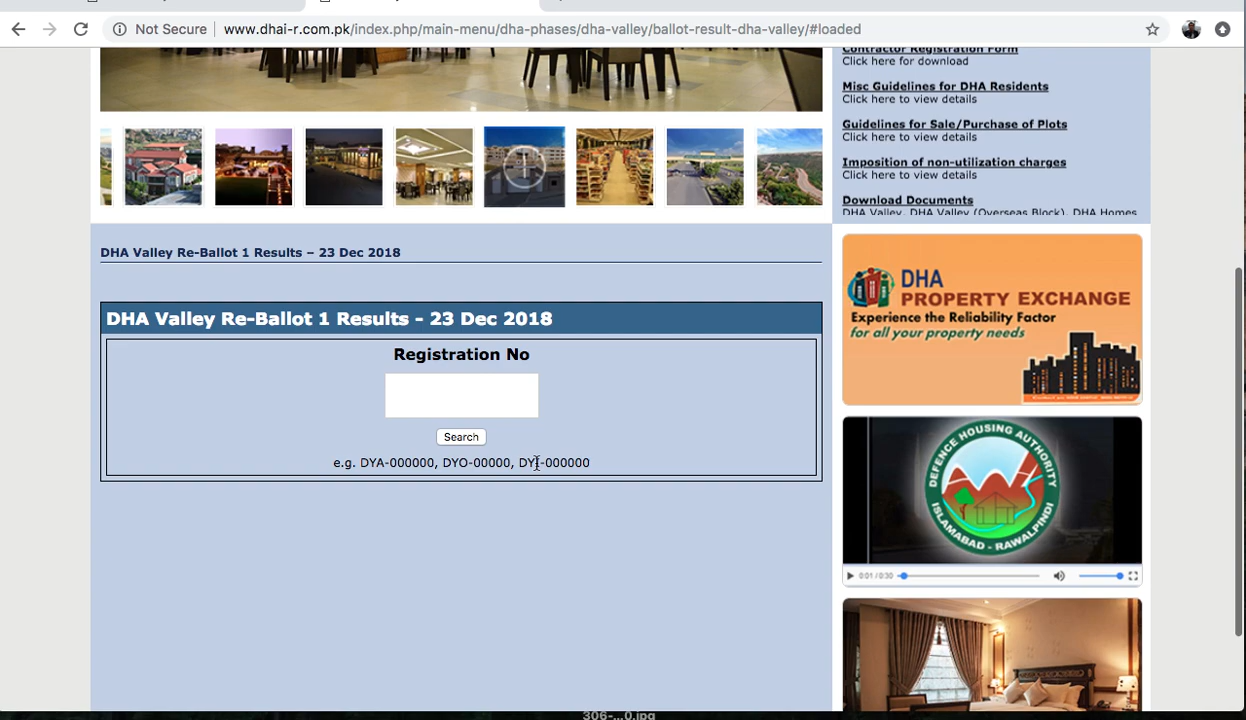 Not Secure www.dhai-r.com.pk/index.php/main-menu/dha-phases/dha-valley/ballot-result-dha-valley/#loaded
Contractor Registration Form
Click here for download
Misc Guidelines for DHA Residents
Click here to view details
Guidelines for Sale/Purchase of Plots
Click here to view details
Imposition of non-utilization charges
Click here to view details
Download Documents
DHA Valley, DHA Valley (Overseas Block), DHA Homes
DHA Valley Re-Ballot 1 Results – 23 Dec 2018
DHA Valley Re-Ballot 1 Results - 23 Dec 2018
Registration No
Search
e.g. DYA-000000, DYO-00000, DYI-000000
DHA
PROPERTY EXCHANGE
Experience the Reliability Factor
for all your property needs
DEFENCE HOUSING AUTHORITY
ISLAMABAD - RAWALPINDI
0:01 / 0:30
306-...0.jpg